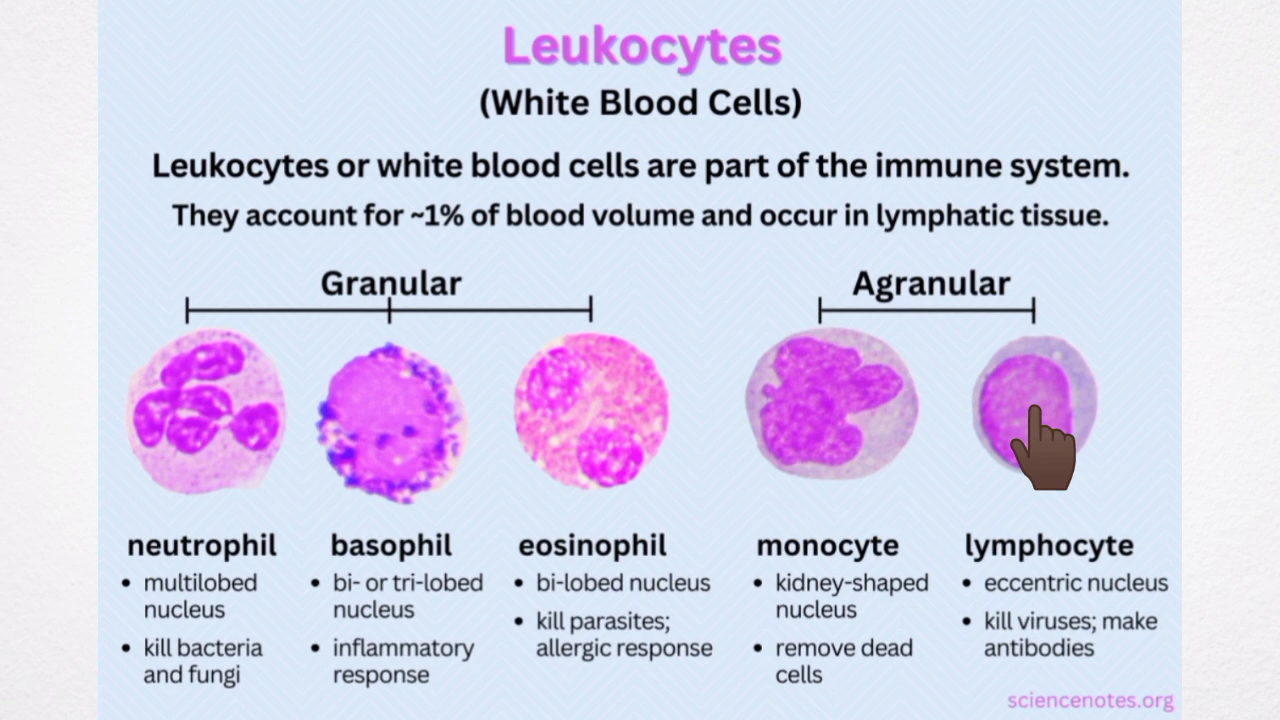 Leukocytes
(White Blood Cells)
Leukocytes or white blood cells are part of the immune system.
They account for ~1% of blood volume and occur in lymphatic tissue.
Granular
Agranular
neutrophil
• multilobed
nucleus
• kill bacteria
and fungi
basophil
• bi- or tri-lobed
nucleus
• inflammatory
response
eosinophil
• bi-lobed nucleus
• kill parasites;
allergic response
monocyte
• kidney-shaped
nucleus
• remove dead
cells
lymphocyte
• eccentric nucleus
• kill viruses; make
antibodies
sciencenotes.org